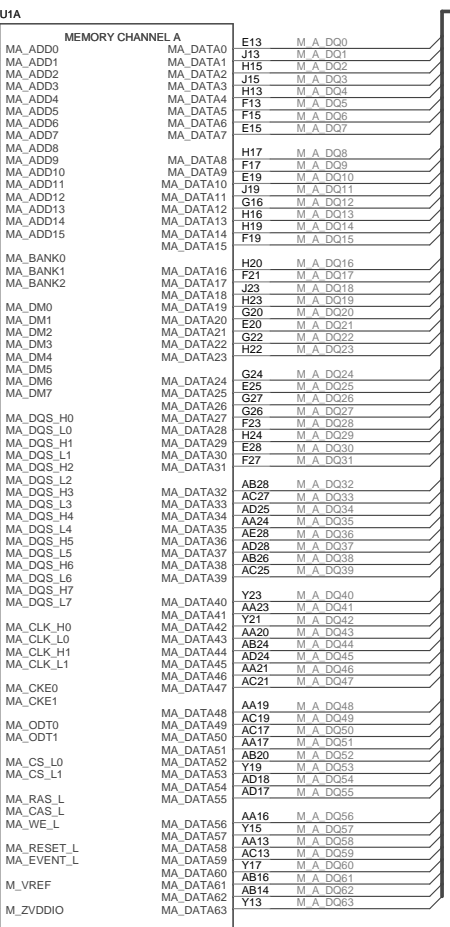 U1A
MEMORY CHANNEL A
MA_ADD0 MA_DATA0 E13 M_A_DQ0
MA_ADD1 MA_DATA1 J13 M_A_DQ1
MA_ADD2 MA_DATA2 H15 M_A_DQ2
MA_ADD3 MA_DATA3 J15 M_A_DQ3
MA_ADD4 MA_DATA4 H13 M_A_DQ4
MA_ADD5 MA_DATA5 F13 M_A_DQ5
MA_ADD6 MA_DATA6 F15 M_A_DQ6
MA_ADD7 MA_DATA7 E15 M_A_DQ7
MA_ADD8
MA_ADD9 MA_DATA8 H17 M_A_DQ8
MA_ADD10 MA_DATA9 F17 M_A_DQ9
MA_ADD11 MA_DATA10 E19 M_A_DQ10
MA_ADD12 MA_DATA11 J19 M_A_DQ11
MA_ADD13 MA_DATA12 G16 M_A_DQ12
MA_ADD14 MA_DATA13 H16 M_A_DQ13
MA_ADD15 MA_DATA14 H19 M_A_DQ14
MA_DATA15 F19 M_A_DQ15
MA_BANK0
MA_BANK1 MA_DATA16 H20 M_A_DQ16
MA_BANK2 MA_DATA17 F21 M_A_DQ17
MA_DATA18 J23 M_A_DQ18
MA_DM0 MA_DATA19 H23 M_A_DQ19
MA_DM1 MA_DATA20 G20 M_A_DQ20
MA_DM2 MA_DATA21 E20 M_A_DQ21
MA_DM3 MA_DATA22 G22 M_A_DQ22
MA_DM4 MA_DATA23 H22 M_A_DQ23
MA_DM5
MA_DM6 MA_DATA24 G24 M_A_DQ24
MA_DM7 MA_DATA25 E25 M_A_DQ25
MA_DATA26 G27 M_A_DQ26
MA_DQS_H0 MA_DATA27 G26 M_A_DQ27
MA_DQS_L0 MA_DATA28 F23 M_A_DQ28
MA_DQS_H1 MA_DATA29 H24 M_A_DQ29
MA_DQS_L1 MA_DATA30 E28 M_A_DQ30
MA_DQS_H2 MA_DATA31 F27 M_A_DQ31
MA_DQS_L2
MA_DQS_H3 MA_DATA32 AB28 M_A_DQ32
MA_DQS_L3 MA_DATA33 AC27 M_A_DQ33
MA_DQS_H4 MA_DATA34 AD25 M_A_DQ34
MA_DQS_L4 MA_DATA35 AA24 M_A_DQ35
MA_DQS_H5 MA_DATA36 AE28 M_A_DQ36
MA_DQS_L5 MA_DATA37 AD28 M_A_DQ37
MA_DQS_H6 MA_DATA38 AB26 M_A_DQ38
MA_DQS_L6 MA_DATA39 AC25 M_A_DQ39
MA_DQS_H7
MA_DQS_L7 MA_DATA40 Y23 M_A_DQ40
MA_DATA41 AA23 M_A_DQ41
MA_CLK_H0 MA_DATA42 Y21 M_A_DQ42
MA_CLK_L0 MA_DATA43 AA20 M_A_DQ43
MA_CLK_H1 MA_DATA44 AB24 M_A_DQ44
MA_CLK_L1 MA_DATA45 AD24 M_A_DQ45
MA_DATA46 AA21 M_A_DQ46
MA_CKE0 MA_DATA47 AC21 M_A_DQ47
MA_CKE1
MA_DATA48 AA19 M_A_DQ48
MA_ODT0 MA_DATA49 AC19 M_A_DQ49
MA_ODT1 MA_DATA50 AC17 M_A_DQ50
MA_DATA51 AA17 M_A_DQ51
MA_CS_L0 MA_DATA52 AB20 M_A_DQ52
MA_CS_L1 MA_DATA53 Y19 M_A_DQ53
MA_DATA54 AD18 M_A_DQ54
MA_RAS_L MA_DATA55 AD17 M_A_DQ55
MA_CAS_L
MA_WE_L MA_DATA56 AA16 M_A_DQ56
MA_DATA57 Y15 M_A_DQ57
MA_RESET_L MA_DATA58 AA13 M_A_DQ58
MA_EVENT_L MA_DATA59 AC13 M_A_DQ59
MA_DATA60 Y17 M_A_DQ60
M_VREF MA_DATA61 AB16 M_A_DQ61
MA_DATA62 AB14 M_A_DQ62
M_ZVDDIO MA_DATA63 Y13 M_A_DQ63